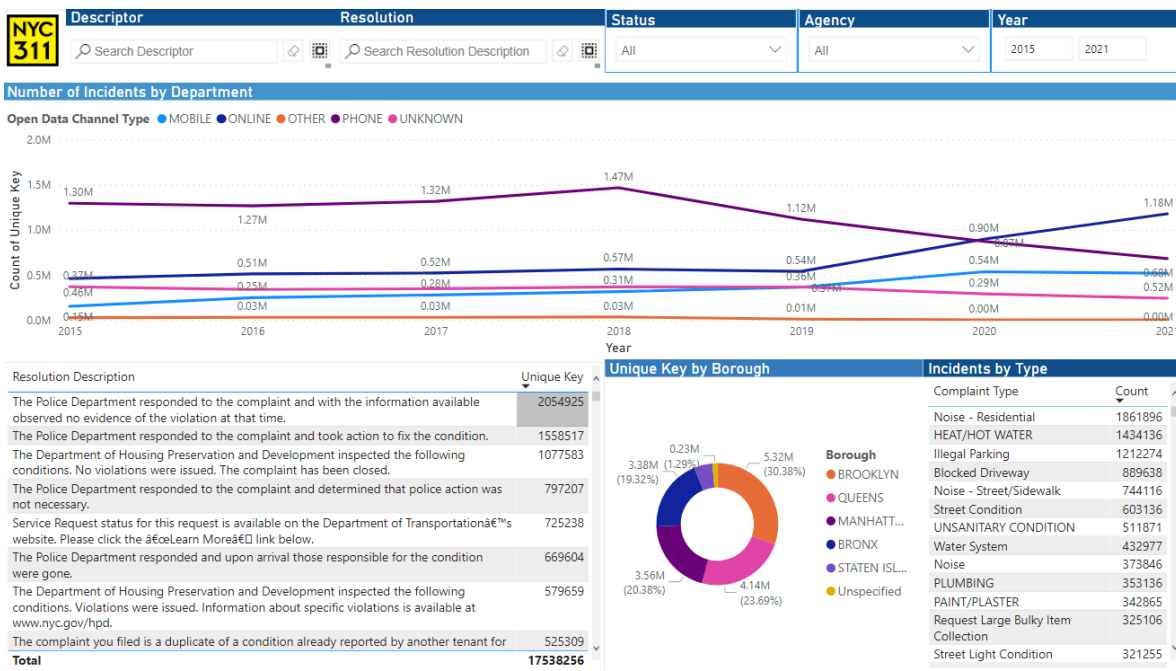 NYC
311
Descriptor
Search Descriptor
Resolution
Search Resolution Description
Status
All
Agency
All
Year
2015 2021
Number of Incidents by Department
Open Data Channel Type MOBILE ONLINE OTHER PHONE UNKNOWN
Count of Unique Key
2.0M
1.5M
1.0M
0.5M
0.0M
1.30M
1.27M
1.32M
1.47M
1.12M
0.87M
0.68M
0.46M
0.51M
0.52M
0.57M
0.54M
0.90M
1.18M
0.37M
0.25M
0.28M
0.31M
0.36M
0.37M
0.54M
0.29M
0.52M
0.15M
0.03M
0.03M
0.03M
0.01M
0.00M
0.00M
2015 2016 2017 2018 2019 2020 202
Year
Resolution Description Unique Key
The Police Department responded to the complaint and with the information available 2054925
observed no evidence of the violation at that time.
The Police Department responded to the complaint and took action to fix the condition. 1558517
The Department of Housing Preservation and Development inspected the following 1077583
conditions. No violations were issued. The complaint has been closed.
The Police Department responded to the complaint and determined that police action was 797207
not necessary.
Service Request status for this request is available on the Department of Transportationâ€™s 725238
website. Please click the â€œLearn Moreâ€ link below.
The Police Department responded and upon arrival those responsible for the condition 669604
were gone.
The Department of Housing Preservation and Development inspected the following 579659
conditions. Violations were issued. Information about specific violations is available at
www.nyc.gov/hpd.
The complaint you filed is a duplicate of a condition already reported by another tenant for 525309
Total 17538256
Unique Key by Borough
0.23M
(1.29%)
5.32M
(30.38%)
3.38M
(19.32%)
3.56M
(20.38%)
4.14M
(23.69%)
Borough
BROOKLYN
QUEENS
MANHATT...
BRONX
STATEN ISL...
Unspecified
Incidents by Type
Complaint Type Count
Noise - Residential 1861896
HEAT/HOT WATER 1434136
Illegal Parking 1212274
Blocked Driveway 889638
Noise - Street/Sidewalk 744116
Street Condition 603136
UNSANITARY CONDITION 511871
Water System 432977
Noise 373846
PLUMBING 353136
PAINT/PLASTER 342865
Request Large Bulky Item 325106
Collection
Street Light Condition 321255